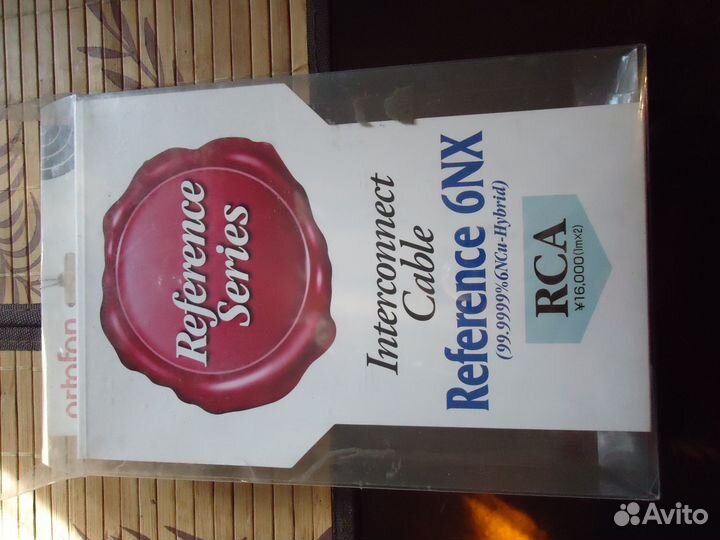 ortofon
Reference
Series
Interconnect
Cable
Reference 6NX
(99.9999%6NCu-Hybrid)
RCA
¥16,000(1m×2)
Avito